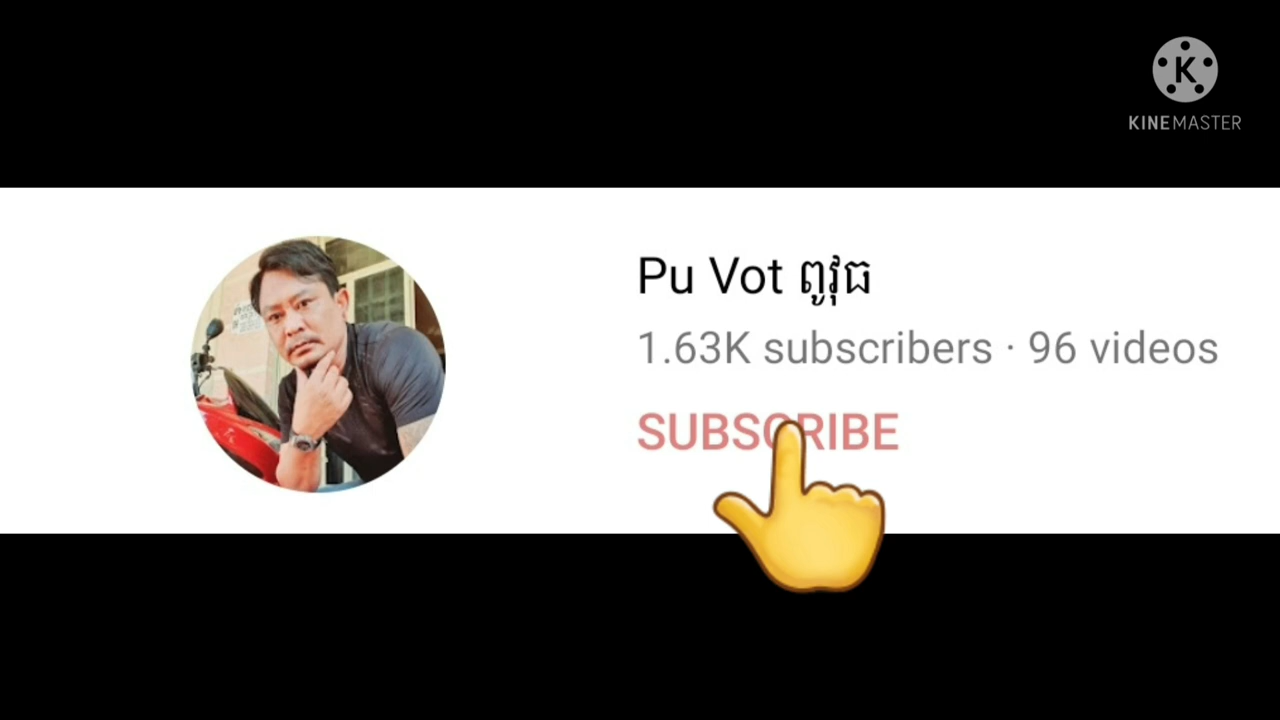 K
KINEMASTER
Pu Vot ពូវុធ
1.63K subscribers · 96 videos
SUBSCRIBE